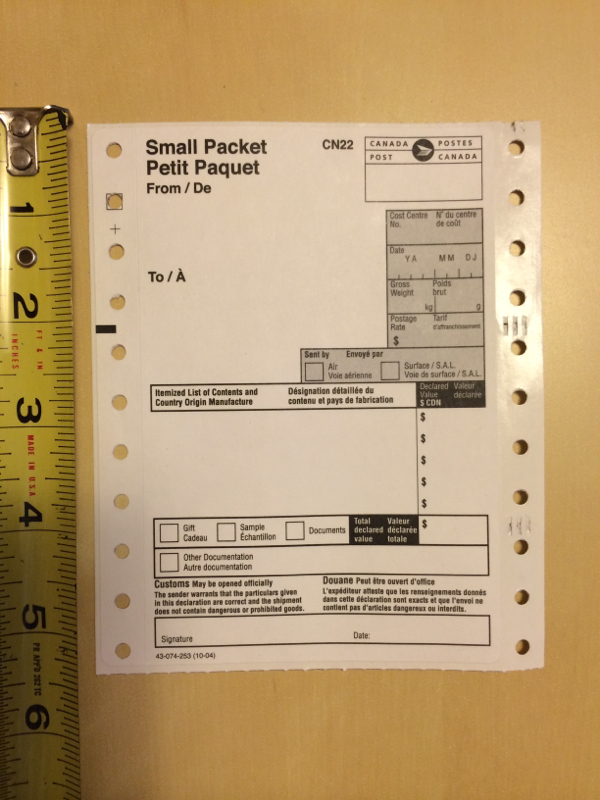 Small Packet
Petit Paquet
From / De
CN22
CANADA POSTES
POST CANADA
Cost Centre N° du centre
No. de coût
Date
Y A M M D J
To / À
Gross Poids
Weight brut
kg g
Postage Tarif
Rate d'affranchissement
$
Sent by Envoyé par
Air
Voie aérienne
Surface / S.A.L.
Voie de surface / S.A.L.
Itemized List of Contents and
Country Origin Manufacture
Désignation détaillée du
contenu et pays de fabrication
Declared Valeur
Value déclarée
$ CDN
$
$
$
$
$
Gift
Cadeau
Sample
Échantillon
Documents
Total Valeur
declared déclarée
value totale
$
Other Documentation
Autre documentation
Customs May be opened officially
The sender warrants that the particulars given
in this declaration are correct and the shipment
does not contain dangerous or prohibited goods.
Douane Peut être ouvert d'office
L'expéditeur atteste que les renseignements donnés
dans cette déclaration sont exacts et que l'envoi ne
contient pas d'articles dangereux ou interdits.
Signature Date:
43-074-253 (10-04)
1
2
FT & IN
INCHES
3
MADE IN U.S.A
4
5
6